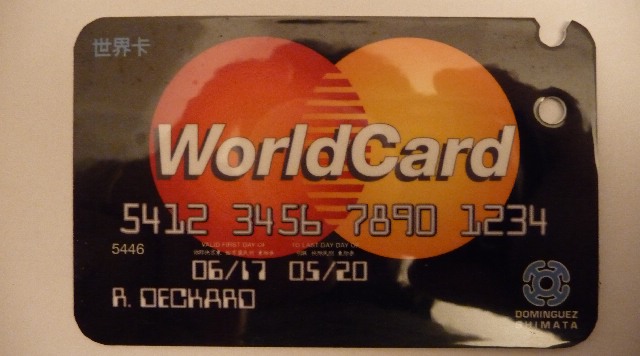 世界卡
WorldCard
5412 3456 7890 1234
5446
VALID FIRST DAY OF TO LAST DAY OF
06/17 05/20
R. DECKARD
DOMINGUEZ
SHIMATA